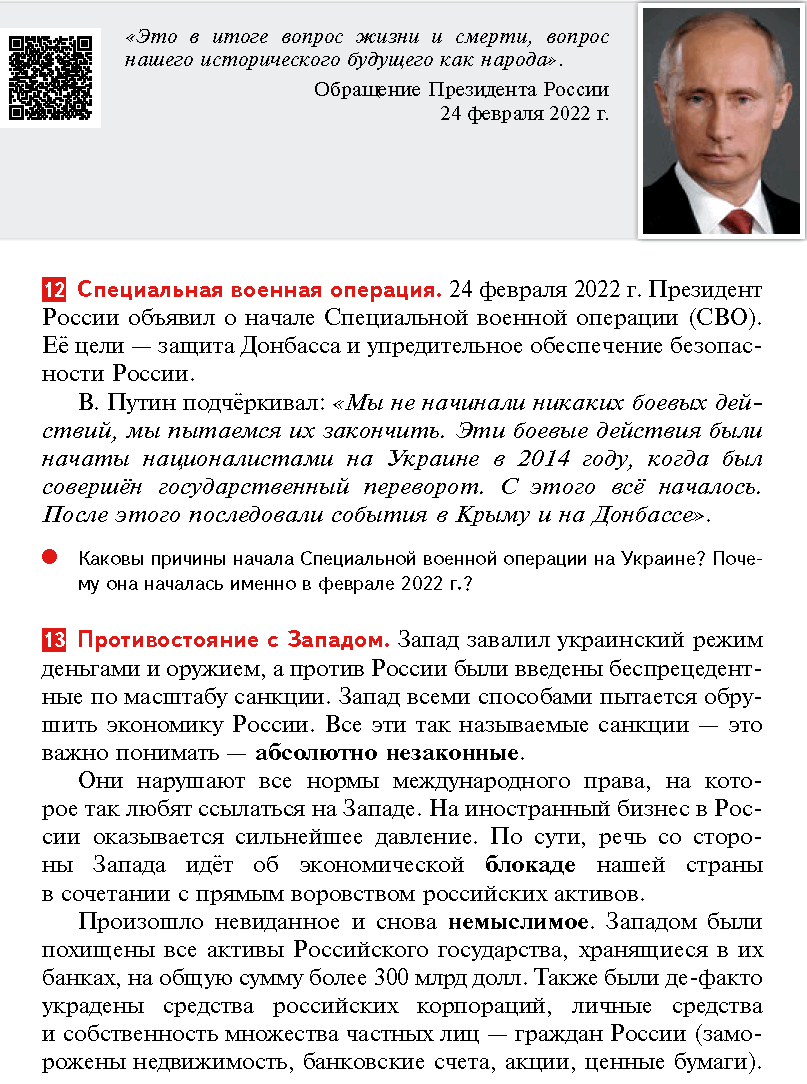 «Это в итоге вопрос жизни и смерти, вопрос
нашего исторического будущего как народа».
Обращение Президента России
24 февраля 2022 г.
12 Специальная военная операция. 24 февраля 2022 г. Президент
России объявил о начале Специальной военной операции (СВО).
Её цели — защита Донбасса и упредительное обеспечение безопас-
ности России.
В. Путин подчёркивал: «Мы не начинали никаких боевых дей-
ствий, мы пытаемся их закончить. Эти боевые действия были
начаты националистами на Украине в 2014 году, когда был
совершён государственный переворот. С этого всё началось.
После этого последовали события в Крыму и на Донбассе».
Каковы причины начала Специальной военной операции на Украине? Поче-
му она началась именно в феврале 2022 г.?
13 Противостояние с Западом. Запад завалил украинский режим
деньгами и оружием, а против России были введены беспрецедент-
ные по масштабу санкции. Запад всеми способами пытается обру-
шить экономику России. Все эти так называемые санкции — это
важно понимать — абсолютно незаконные.
Они нарушают все нормы международного права, на кото-
рое так любят ссылаться на Западе. На иностранный бизнес в Рос-
сии оказывается сильнейшее давление. По сути, речь со сторо-
ны Запада идёт об экономической блокаде нашей страны
в сочетании с прямым воровством российских активов.
Произошло невиданное и снова немыслимое. Западом были
похищены все активы Российского государства, хранящиеся в их
банках, на общую сумму более 300 млрд долл. Также были де-факто
украдены средства российских корпораций, личные средства
и собственность множества частных лиц — граждан России (замо-
рожены недвижимость, банковские счета, акции, ценные бумаги).